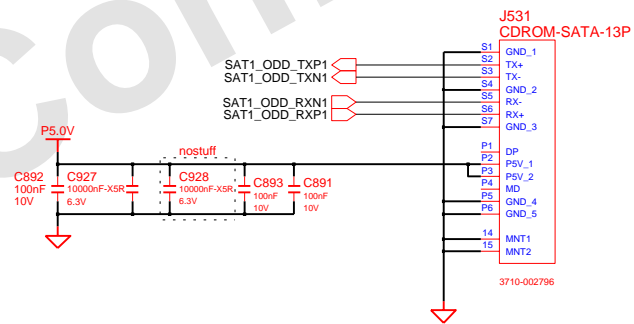 J531
CDROM-SATA-13P
S1 GND_1
SAT1_ODD_TXP1 S2 TX+
SAT1_ODD_TXN1 S3 TX-
S4 GND_2
SAT1_ODD_RXN1 S5 RX-
SAT1_ODD_RXP1 S6 RX+
S7 GND_3
P5.0V
nostuff
P1 DP
P2 P5V_1
P3 P5V_2
P4 MD
P5 GND_4
P6 GND_5
14 MNT1
15 MNT2
3710-002796
C892
100nF
10V
C927
10000nF-X5R
6.3V
C928
10000nF-X5R
6.3V
C893
100nF
10V
C891
100nF
10V